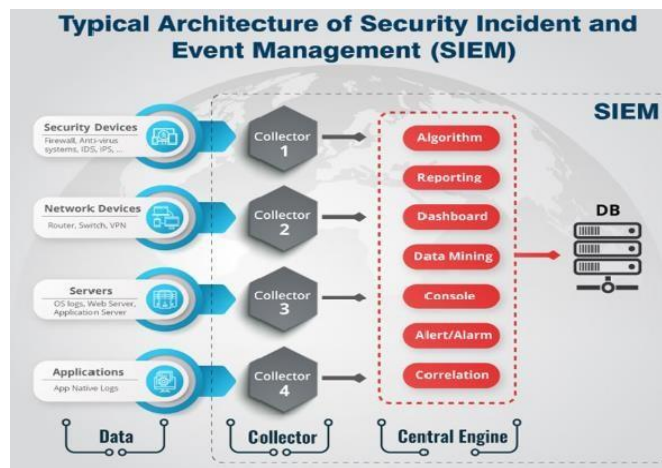 Typical Architecture of Security Incident and
Event Management (SIEM)
SIEM
Security Devices
Firewall, Anti-virus
systems, IDS, IPS, ...
Collector
1
Network Devices
Router, Switch, VPN
Collector
2
Servers
OS logs, Web Server,
Application Server
Collector
3
Applications
App Native Logs
Collector
4
Algorithm
Reporting
Dashboard
Data Mining
Console
Alert/Alarm
Correlation
DB
Data
Collector
Central Engine